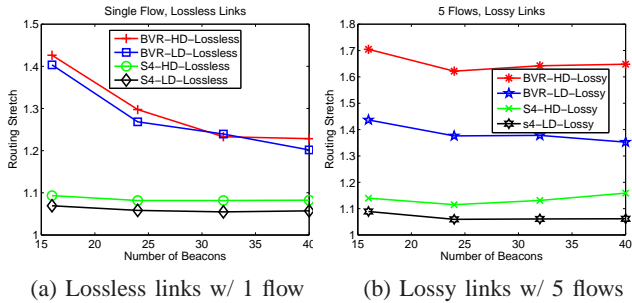 Single Flow, Lossless Links
1.5
1.4
1.3
1.2
1.1
1
Routing Stretch
BVR-HD-Lossless
BVR-LD-Lossless
S4-HD-Lossless
S4-LD-Lossless
15 20 25 30 35 40
Number of Beacons
(a) Lossless links w/ 1 flow
5 Flows, Lossy Links
1.8
1.7
1.6
1.5
1.4
1.3
1.2
1.1
1
Routing Stretch
BVR-HD-Lossy
BVR-LD-Lossy
S4-HD-Lossy
s4-LD-Lossy
15 20 25 30 35 40
Number of Beacons
(b) Lossy links w/ 5 flows